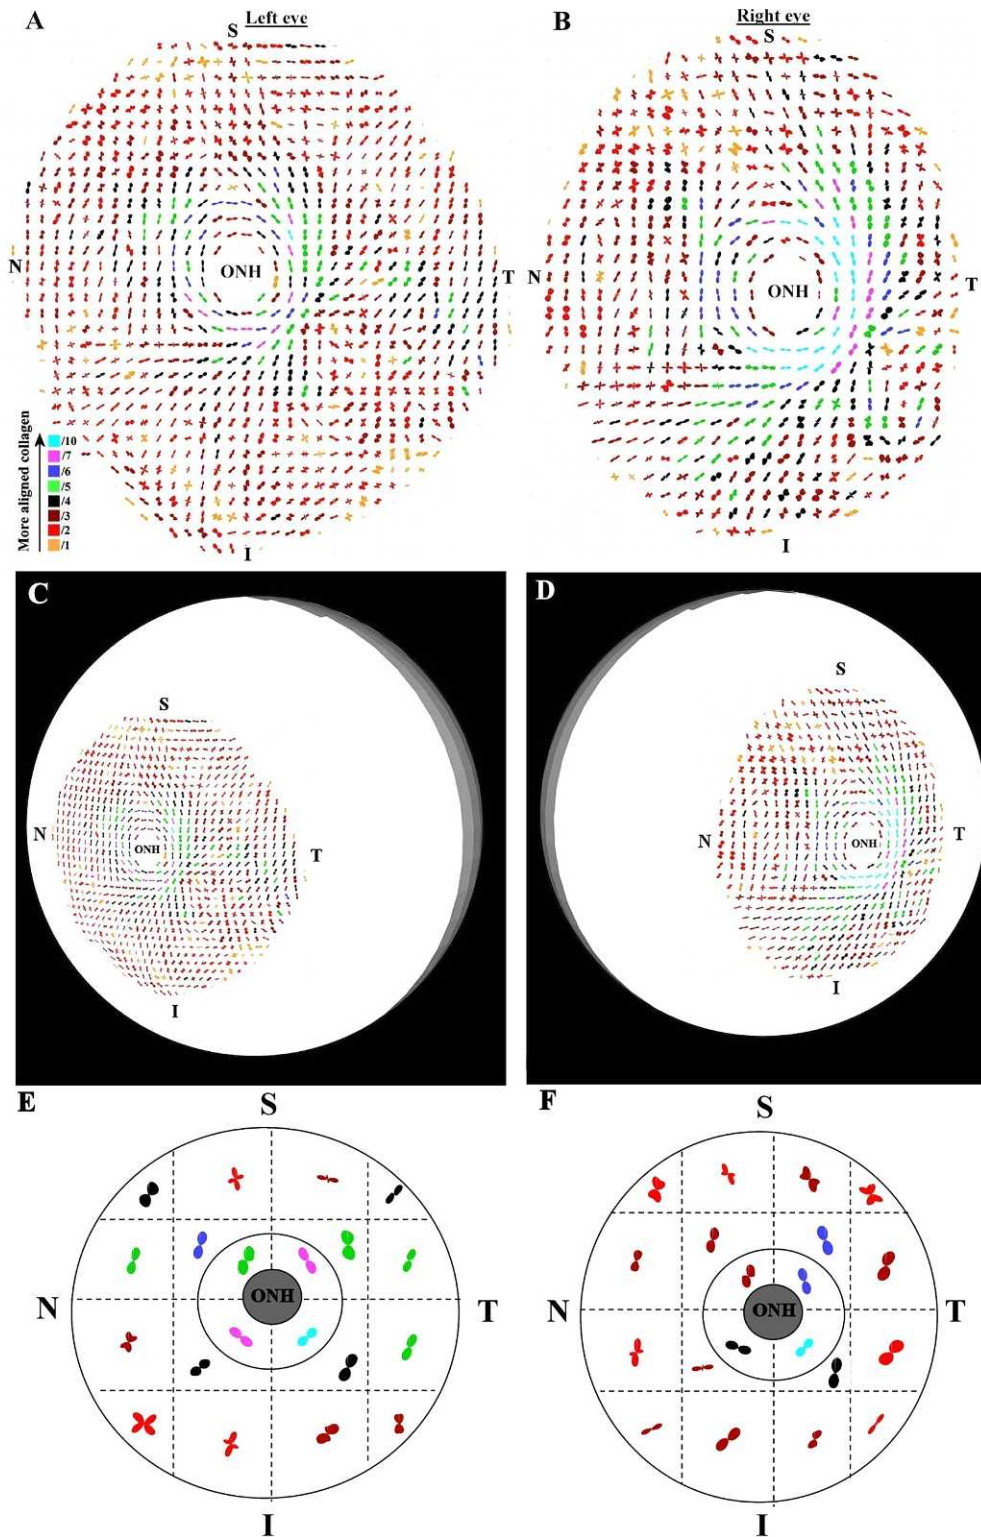 A
Left eye
S
N
ONH
T
I
More aligned collagen
/10
/7
/6
/5
/4
/3
/2
/1
B
Right eye
S
N
ONH
T
I
C
S
N
ONH
T
I
D
S
N
ONH
T
I
E
S
N
ONH
T
I
F
S
N
ONH
T
I